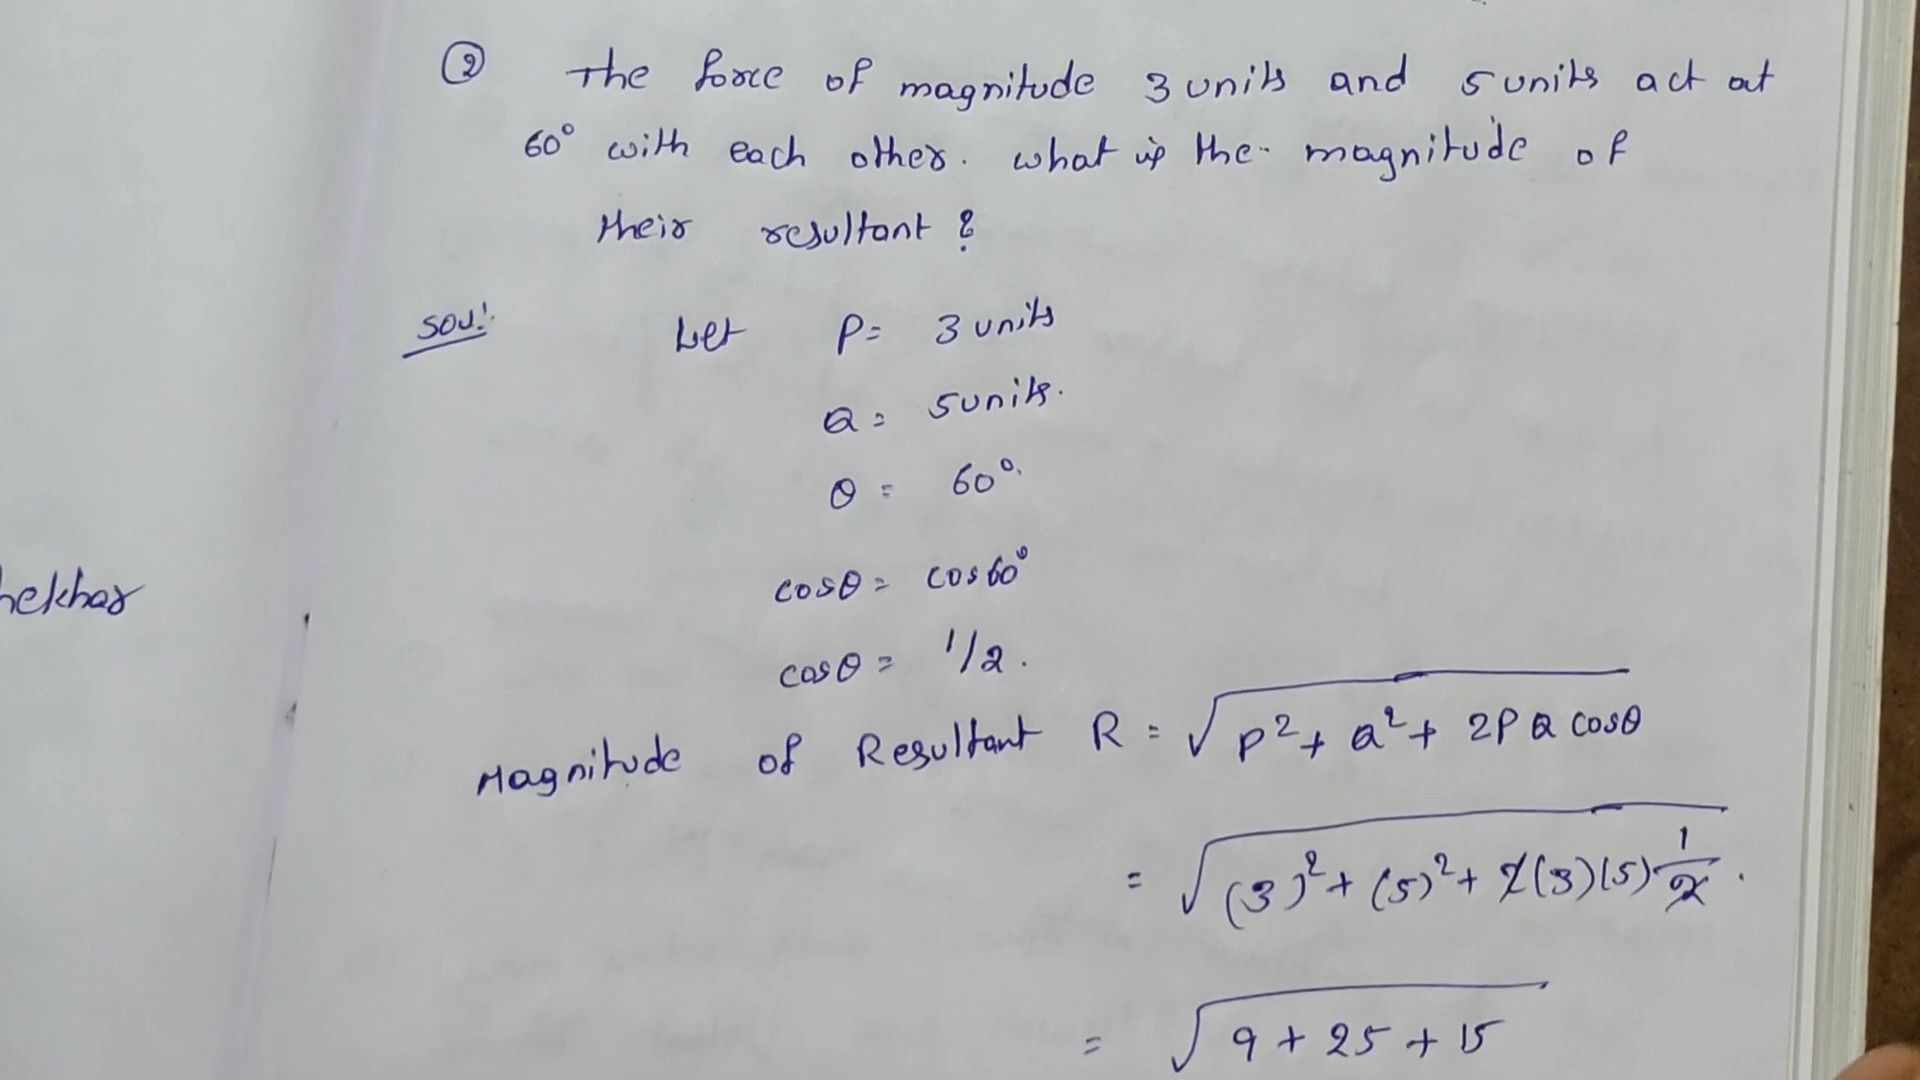 ② The force of magnitude 3 units and 5 units act at
60° with each other. what is the magnitude of
their resultant?
Sol:
Let P = 3 units
Q = 5 units.
θ = 60°.
cosθ = cos60°
hekhar
cosθ = 1/2.
Magnitude of Resultant R = √P² + Q² + 2PQ cosθ
= √(3)² + (5)² + 2(3)(5) 1/2.
= √9 + 25 + 15